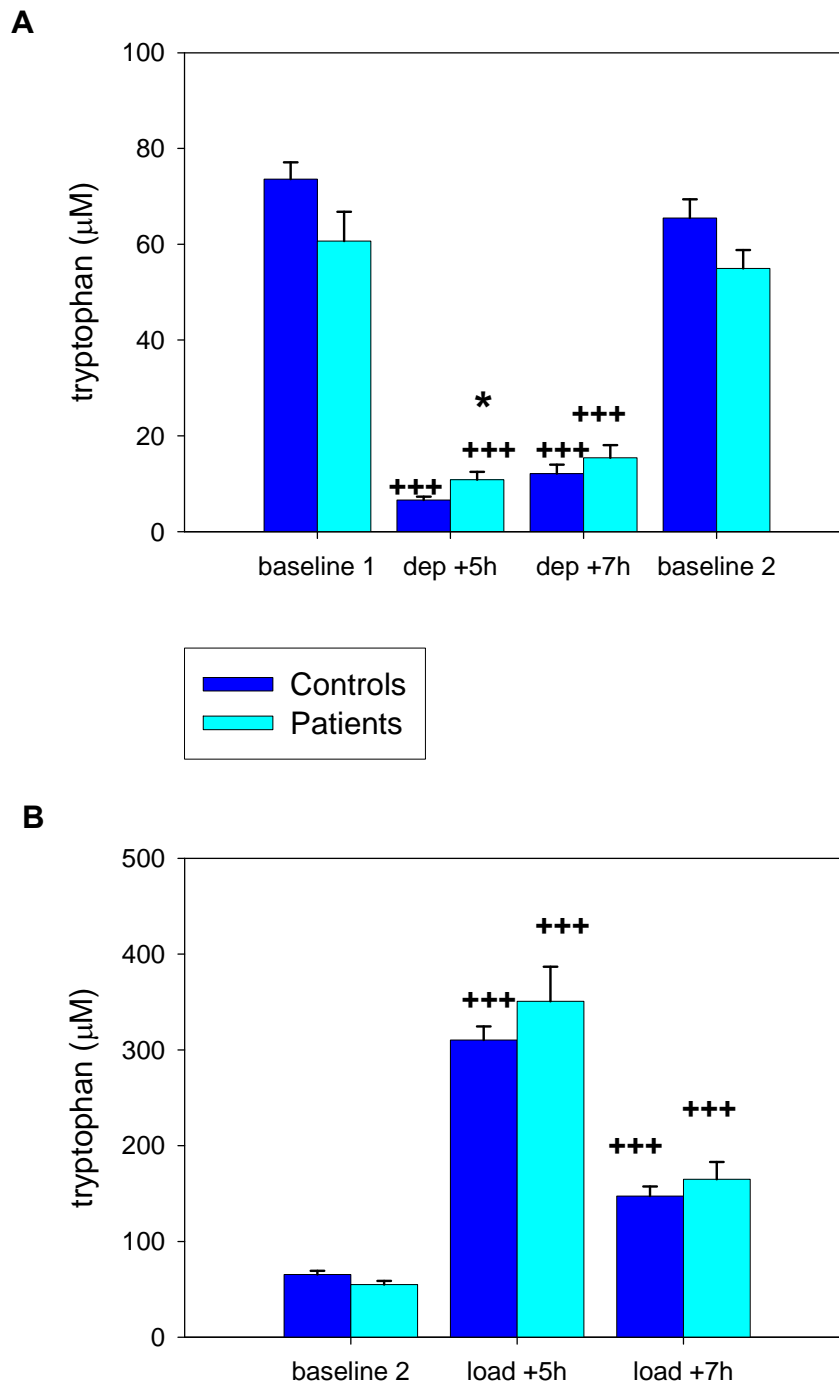 A
100
80
60
40
20
0
tryptophan (μM)
*
+++
+++
+++
+++
baseline 1 dep +5h dep +7h baseline 2
Controls
Patients
B
500
400
300
200
100
0
tryptophan (μM)
+++
+++
+++
+++
baseline 2 load +5h load +7h